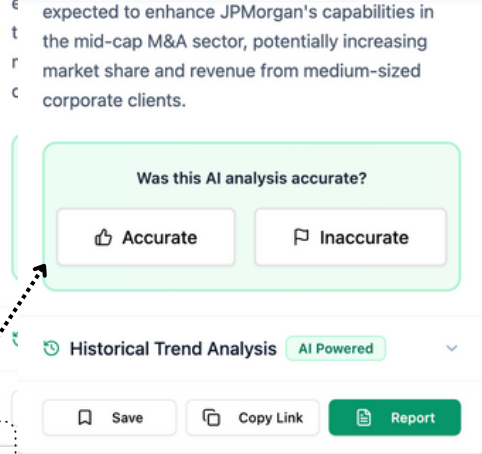 expected to enhance JPMorgan's capabilities in
the mid-cap M&A sector, potentially increasing
market share and revenue from medium-sized
corporate clients.
Was this AI analysis accurate?
Accurate
Inaccurate
Historical Trend Analysis
AI Powered
Save
Copy Link
Report